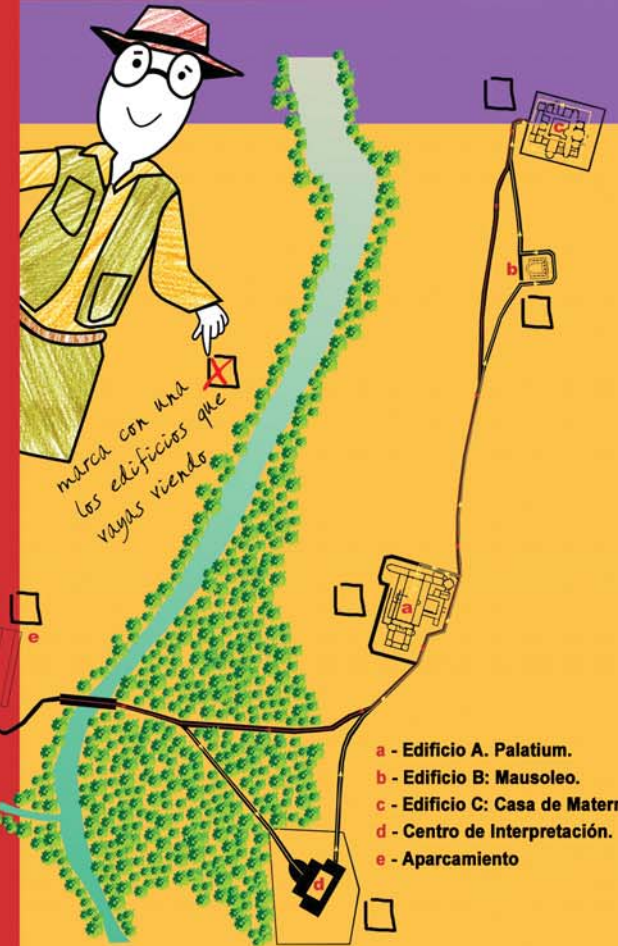 c
b
marca con una
los edificios que
vayas viendo
a
e
a - Edificio A. Palatium.
b - Edificio B: Mausoleo.
c - Edificio C: Casa de
d - Centro de Interpretación.
e - Aparcamiento
d